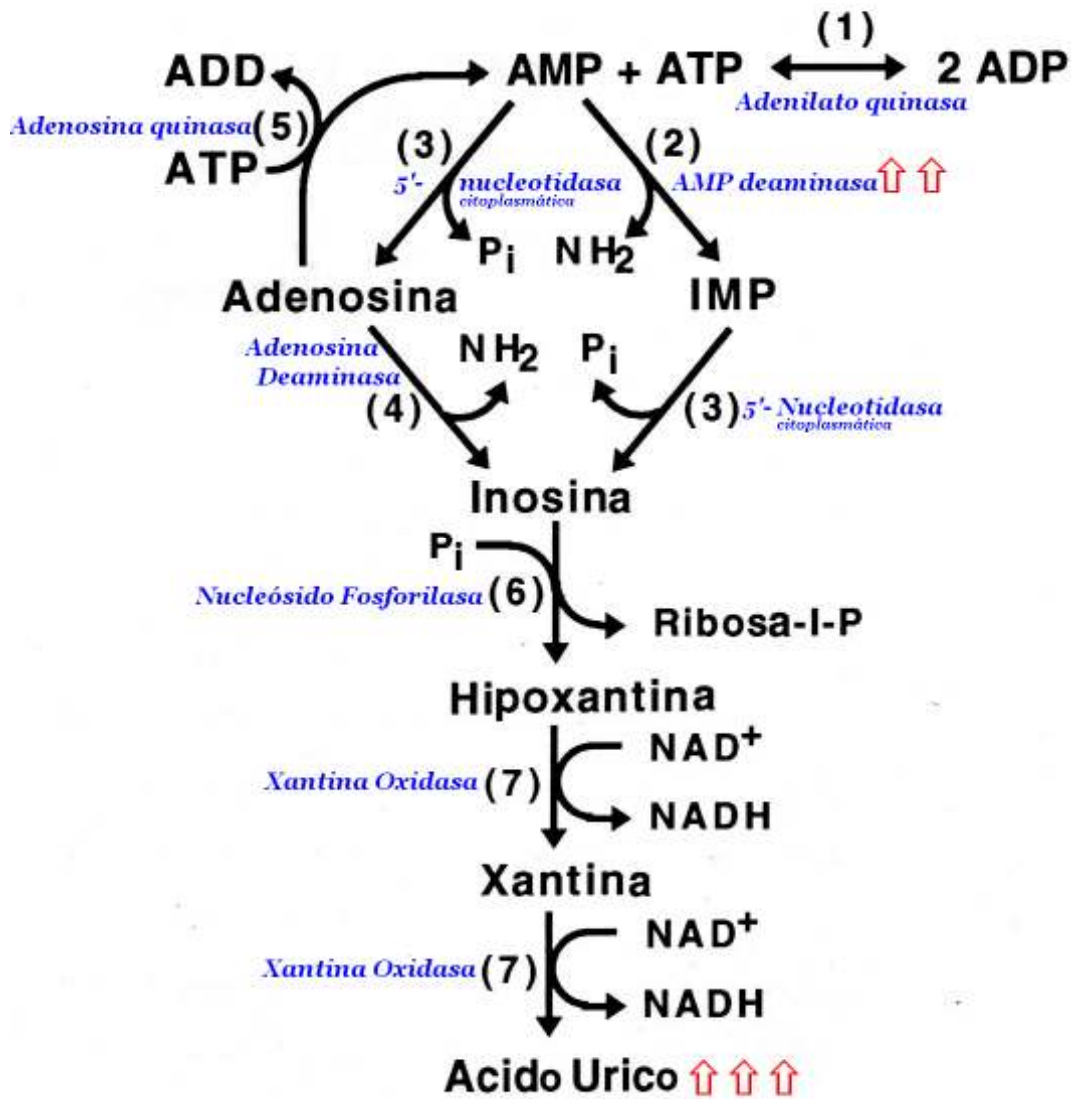 (1)
ADD AMP + ATP 2 ADP
Adenilato quinasa
Adenosina quinasa (5)
ATP
(3) (2)
5'- nucleotidasa AMP deaminasa ⇧ ⇧
citoplasmática
Pi NH2
Adenosina IMP
Adenosina NH2 Pi
Deaminasa
(4) (3) 5'- Nucleotidasa
citoplasmática
Inosina
Pi
Nucleósido Fosforilasa (6)
Ribosa-I-P
Hipoxantina
NAD+
Xantina Oxidasa (7)
NADH
Xantina
NAD+
Xantina Oxidasa (7)
NADH
Acido Urico ⇧ ⇧ ⇧